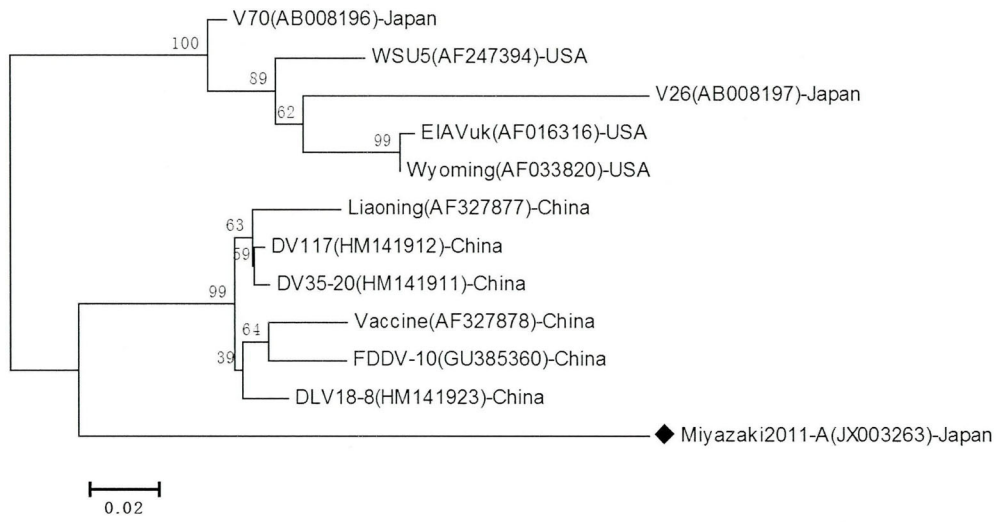 V70(AB008196)-Japan
100
WSU5(AF247394)-USA
89
V26(AB008197)-Japan
62
EIAVuk(AF016316)-USA
99
Wyoming(AF033820)-USA
Liaoning(AF327877)-China
63
DV117(HM141912)-China
59
DV35-20(HM141911)-China
99
Vaccine(AF327878)-China
64
FDDV-10(GU385360)-China
39
DLV18-8(HM141923)-China
Miyazaki2011-A(JX003263)-Japan
0.02